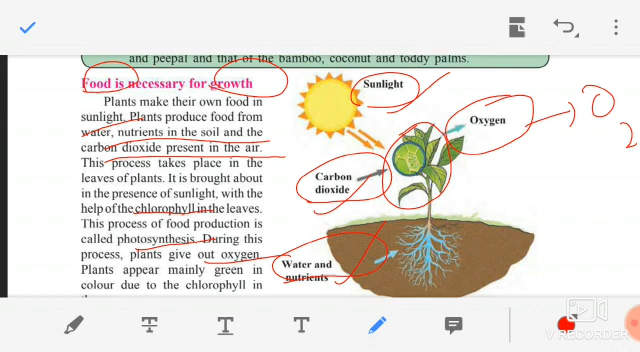 and peepal and that of the bamboo, coconut and toddy palms.
Food is necessary for growth
Plants make their own food in
sunlight. Plants produce food from
water, nutrients in the soil and the
carbon dioxide present in the air.
This process takes place in the
leaves of plants. It is brought about
in the presence of sunlight, with the
help of the chlorophyll in the leaves.
This process of food production is
called photosynthesis. During this
process, plants give out oxygen.
Plants appear mainly green in
colour due to the chlorophyll in
Sunlight
Oxygen
O2
Carbon
dioxide
Water and
nutrients
V RECORDER
T
T
T